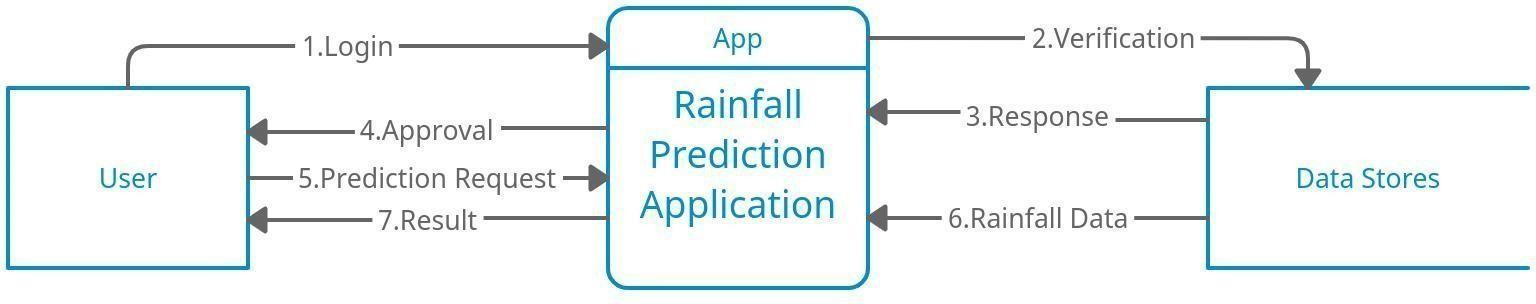 1.Login
App
2.Verification
Rainfall
Prediction
Application
3.Response
4.Approval
User
5.Prediction Request
Data Stores
7.Result
6.Rainfall Data